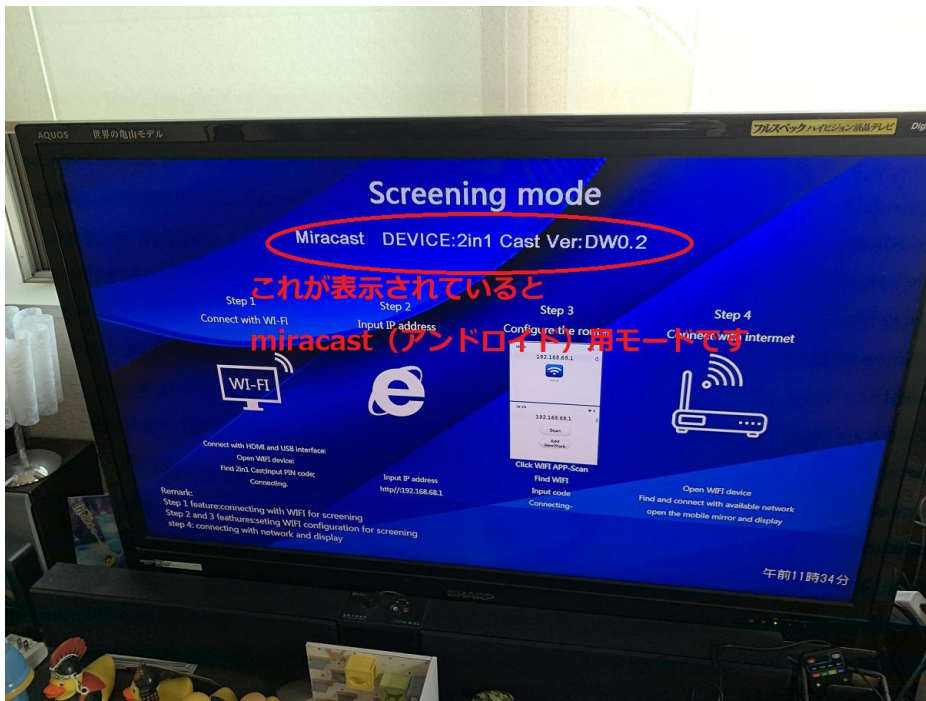 AQUOS 世界の亀山モデル
フルスペックハイビジョン液晶テレビ
Screening mode
Miracast DEVICE:2in1 Cast Ver:DW0.2
これが表示されていると
miracast（アンドロイド）用モードです
Step 1
Connect with WI-FI
WI-FI
Connect with HDMI and USB interface:
Open WIFI device:
Find 2in1 Cast;Input PIN code;
Connecting.
Step 2
Input IP address
Input IP address
http//:192.168.68.1
Step 3
Configure the router
192.168.68.1
192.168.68.1
Scan
Add
Click WIFI APP-Scan
Find WIFI
Input code
Connecting-
Step 4
Connect with internet
Open WIFI device
Find and connect with available network
open the mobile mirror and display
Remark:
Step 1 feature:connecting with WIFI for screening
Step 2 and 3 feathures:seting WIFI configuration for screening
step 4: connecting with network and display
午前11時34分
SHARP